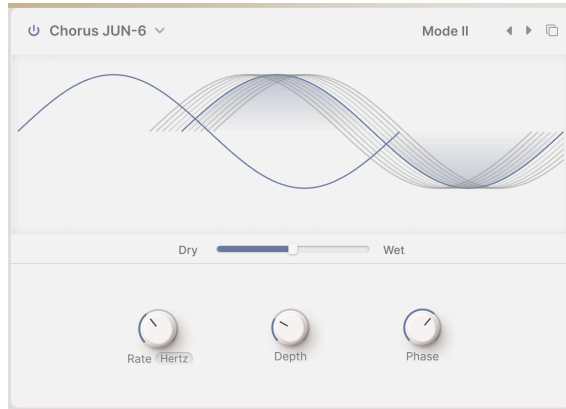 Chorus JUN-6
Mode II
Dry
Wet
Rate Hertz
Depth
Phase